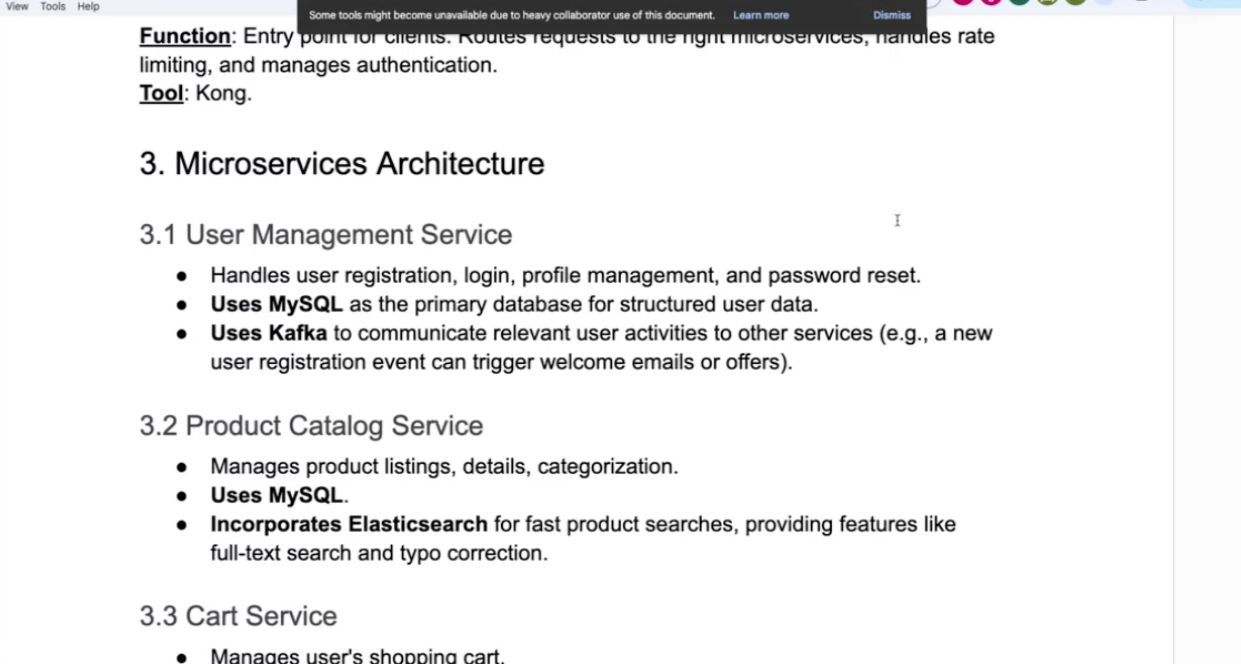 View Tools Help
Some tools might become unavailable due to heavy collaborator use of this document. Learn more Dismiss
Function: Entry point for clients. Routes requests to the right microservices, handles rate
limiting, and manages authentication.
Tool: Kong.
3. Microservices Architecture
3.1 User Management Service
● Handles user registration, login, profile management, and password reset.
● Uses MySQL as the primary database for structured user data.
● Uses Kafka to communicate relevant user activities to other services (e.g., a new
user registration event can trigger welcome emails or offers).
3.2 Product Catalog Service
● Manages product listings, details, categorization.
● Uses MySQL.
● Incorporates Elasticsearch for fast product searches, providing features like
full-text search and typo correction.
3.3 Cart Service
● Manages user's shopping cart.